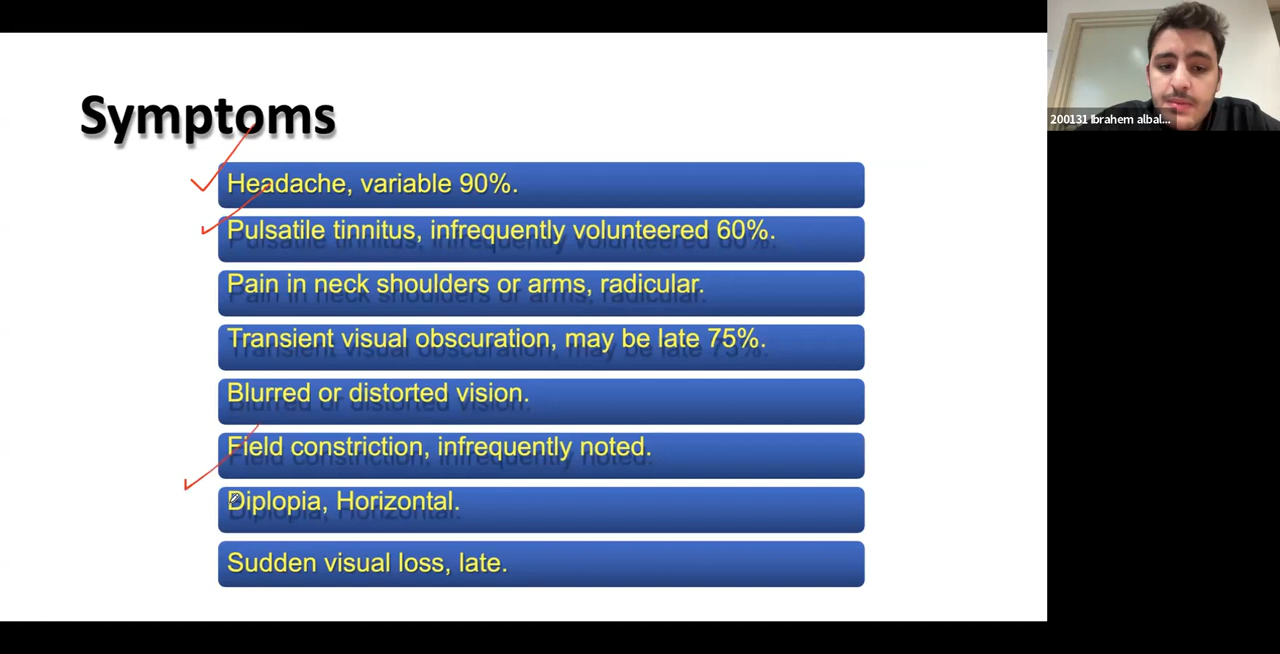 Symptoms
Headache, variable 90%.
Pulsatile tinnitus, infrequently volunteered 60%.
Pain in neck shoulders or arms, radicular.
Transient visual obscuration, may be late 75%.
Blurred or distorted vision.
Field constriction, infrequently noted.
Diplopia, Horizontal.
Sudden visual loss, late.
200131 Ibrahem albal...